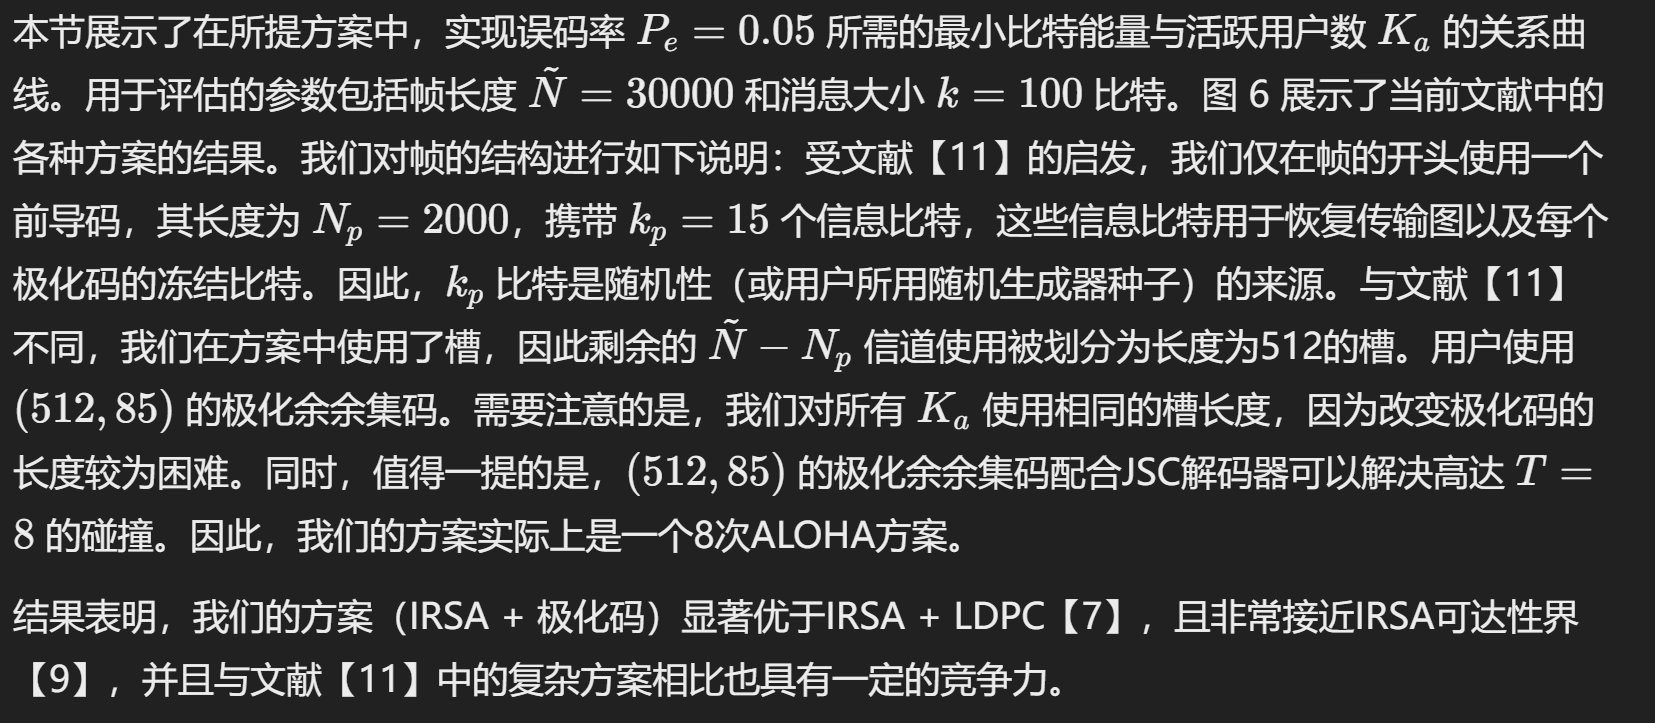 本节展示了在所提方案中，实现误码率 $P_e = 0.05$ 所需的最小比特能量与活跃用户数 $K_a$ 的关系曲
线。用于评估的参数包括帧长度 $\tilde{N} = 30000$ 和消息大小 $k = 100$ 比特。图 6 展示了当前文献中的
各种方案的结果。我们对帧的结构进行如下说明：受文献【11】的启发，我们仅在帧的开头使用一个
前导码，其长度为 $N_p = 2000$，携带 $k_p = 15$ 个信息比特，这些信息比特用于恢复传输图以及每个
极化码的冻结比特。因此，$k_p$ 比特是随机性（或用户所用随机生成器种子）的来源。与文献【11】
不同，我们在方案中使用了槽，因此剩余的 $\tilde{N} - N_p$ 信道使用被划分为长度为512的槽。用户使用
$(512, 85)$ 的极化余余集码。需要注意的是，我们对所有 $K_a$ 使用相同的槽长度，因为改变极化码的
长度较为困难。同时，值得一提的是，$(512, 85)$ 的极化余余集码配合JSC解码器可以解决高达 $T =$
$8$ 的碰撞。因此，我们的方案实际上是一个8次ALOHA方案。
结果表明，我们的方案（IRSA + 极化码）显著优于IRSA + LDPC【7】，且非常接近IRSA可达性界
【9】，并且与文献【11】中的复杂方案相比也具有一定的竞争力。